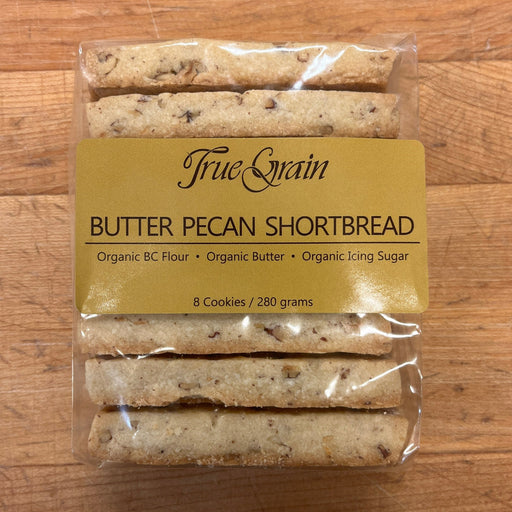 True Grain
BUTTER PECAN SHORTBREAD
Organic BC Flour • Organic Butter • Organic Icing Sugar
8 Cookies / 280 grams